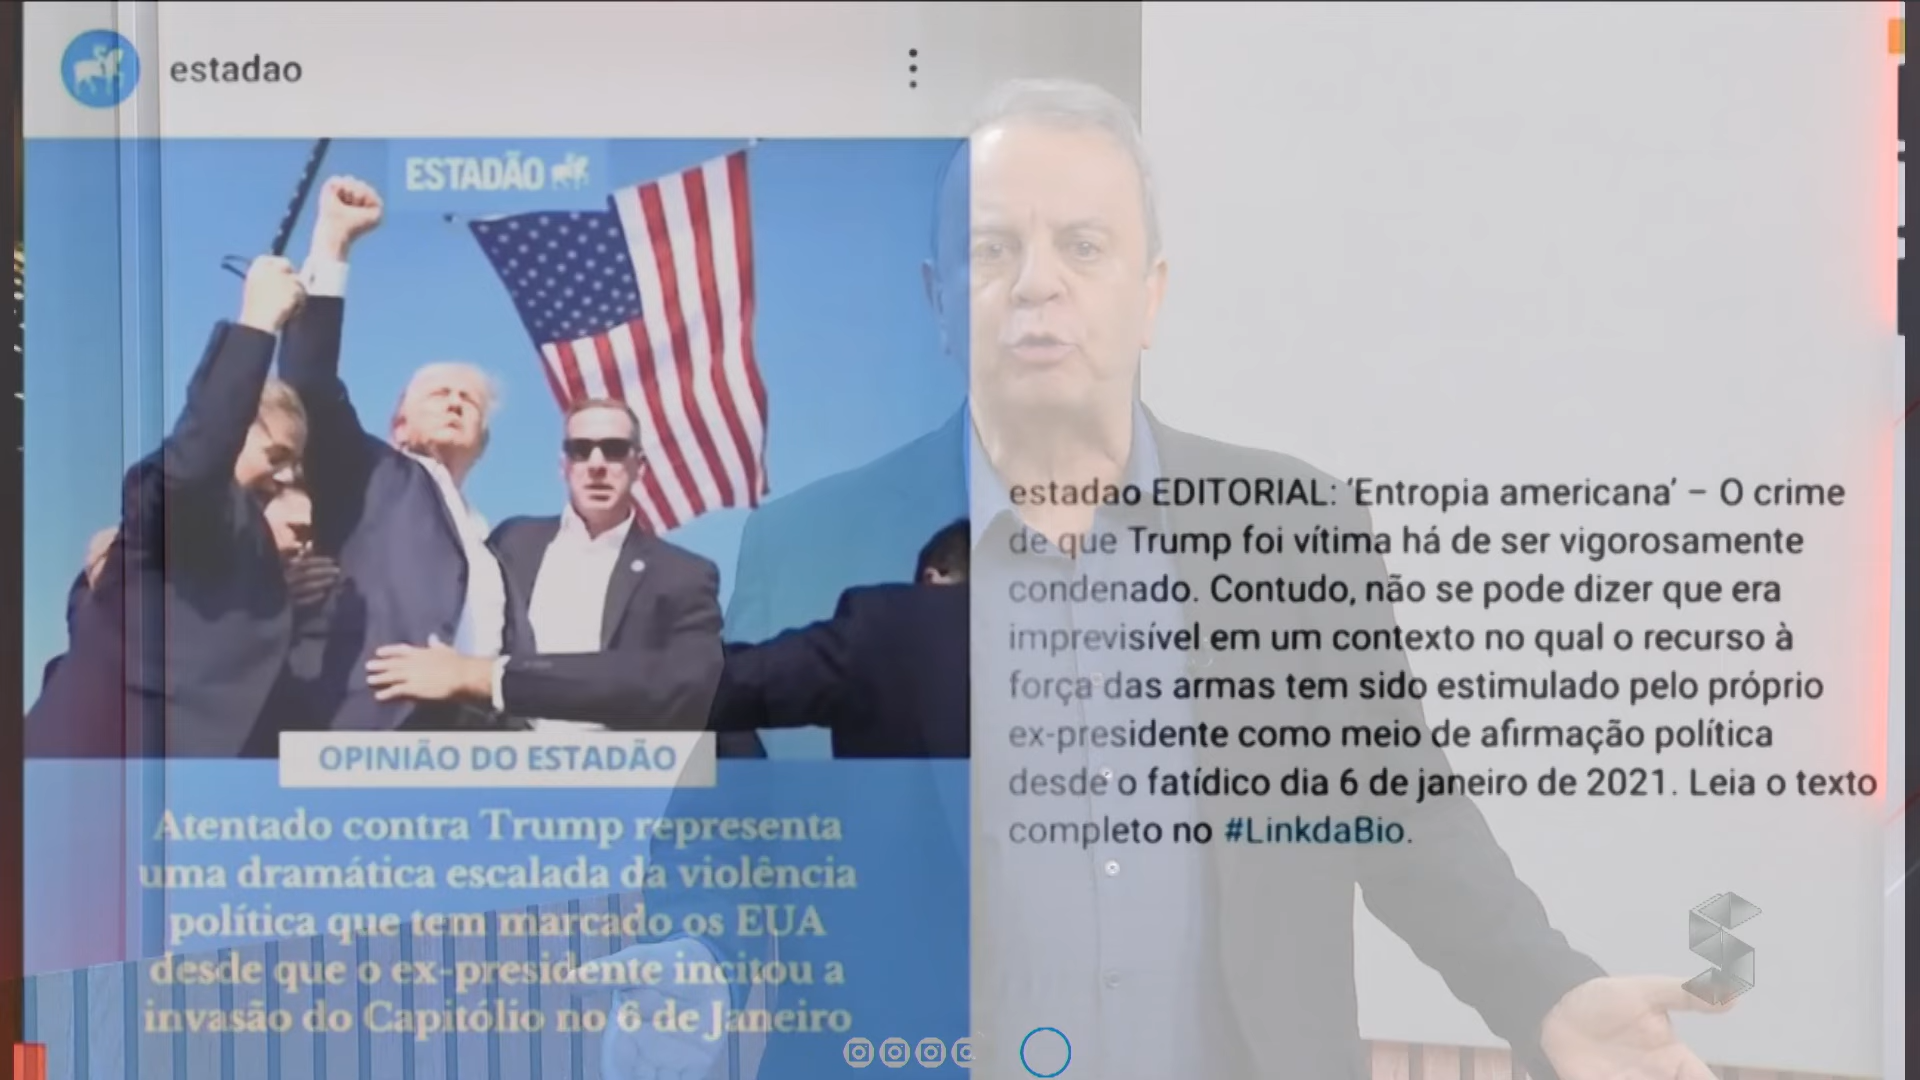 estadao
ESTADÃO
OPINIÃO DO ESTADÃO
Atentado contra Trump representa
uma dramática escalada da violência
política que tem marcado os EUA
desde que o ex-presidente incitou a
invasão do Capitólio no 6 de Janeiro
estadao EDITORIAL: ‘Entropia americana’ – O crime
de que Trump foi vítima há de ser vigorosamente
condenado. Contudo, não se pode dizer que era
imprevisível em um contexto no qual o recurso à
força das armas tem sido estimulado pelo próprio
ex-presidente como meio de afirmação política
desde o fatídico dia 6 de janeiro de 2021. Leia o texto
completo no #LinkdaBio.